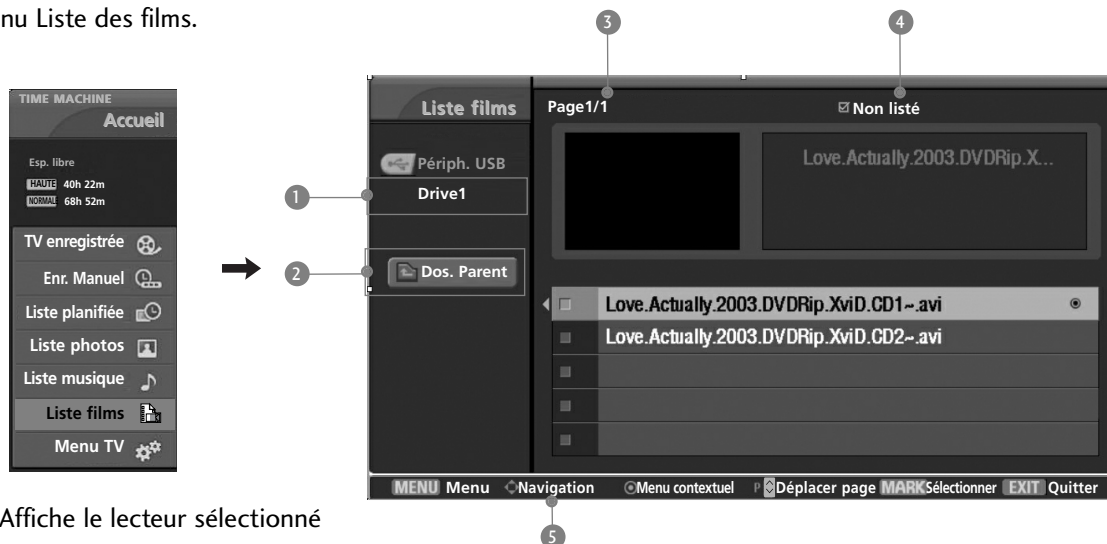 nu Liste des films.
3
4
TIME MACHINE
Accueil
Esp. libre
HAUTE 40h 22m
NORMAL 68h 52m
TV enregistrée
Enr. Manuel
Liste planifiée
Liste photos
Liste musique
Liste films
Menu TV
Liste films
Page1/1
Non listé
Périph. USB
Love.Actually.2003.DVDRip.X...
1
Drive1
2
Dos. Parent
Love.Actually.2003.DVDRip.XviD.CD1~.avi
Love.Actually.2003.DVDRip.XviD.CD2~.avi
MENU Menu Navigation Menu contextuel P Déplacer page MARK Sélectionner EXIT Quitter
Affiche le lecteur sélectionné
5